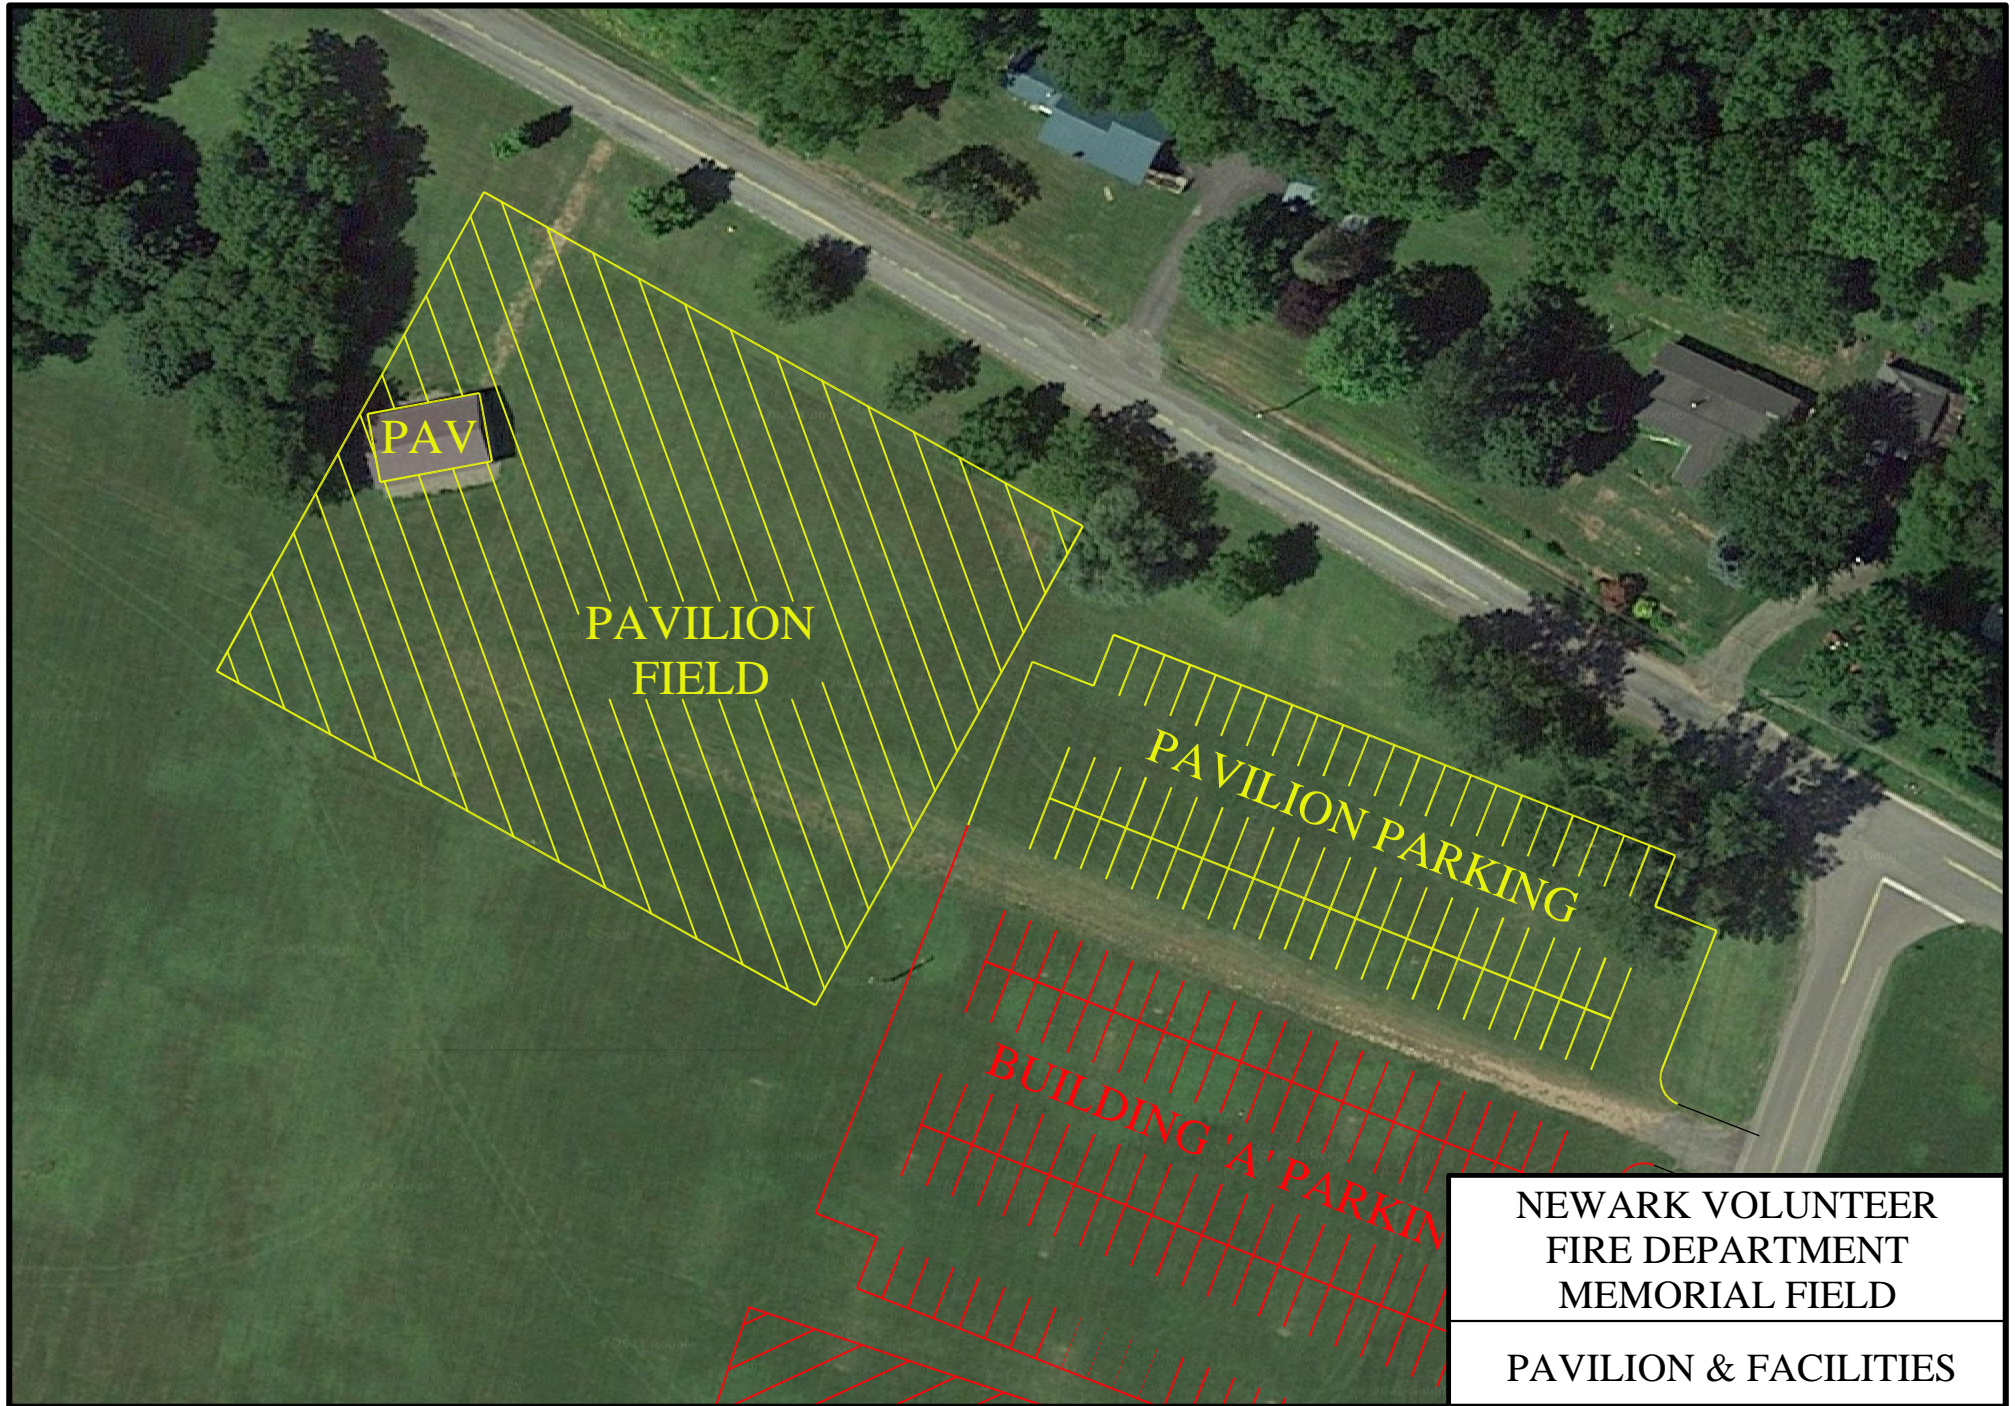 PAV
PAVILION
FIELD
PAVILION PARKING
BUILDING 'A' PARKIN
NEWARK VOLUNTEER
FIRE DEPARTMENT
MEMORIAL FIELD
PAVILION & FACILITIES